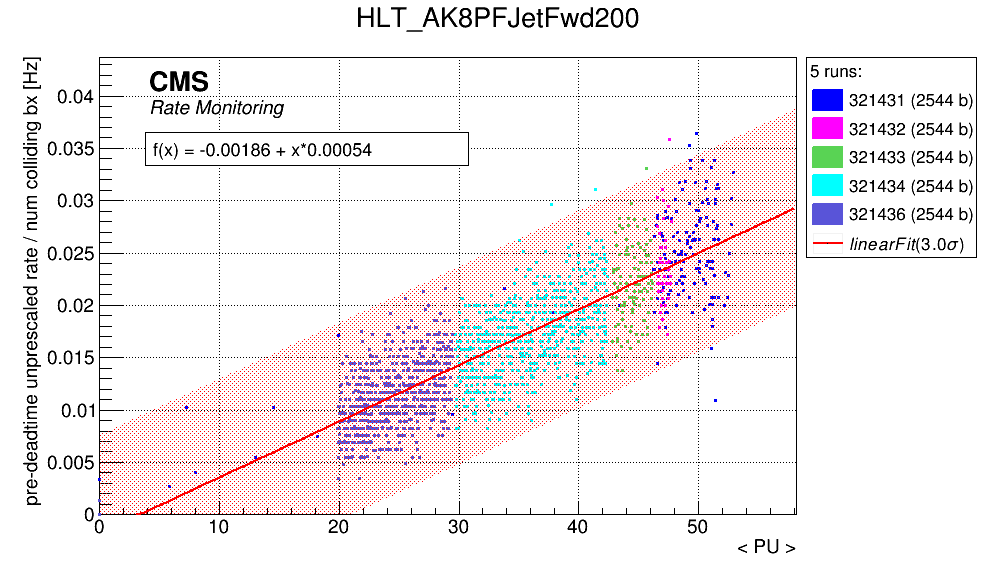 HLT_AK8PFJetFwd200
pre-deadtime unprescaled rate / num colliding bx [Hz]
CMS
Rate Monitoring
f(x) = -0.00186 + x*0.00054
0.04
0.035
0.03
0.025
0.02
0.015
0.01
0.005
0
0 10 20 30 40 50
< PU >
5 runs:
321431 (2544 b)
321432 (2544 b)
321433 (2544 b)
321434 (2544 b)
321436 (2544 b)
linearFit(3.0σ)